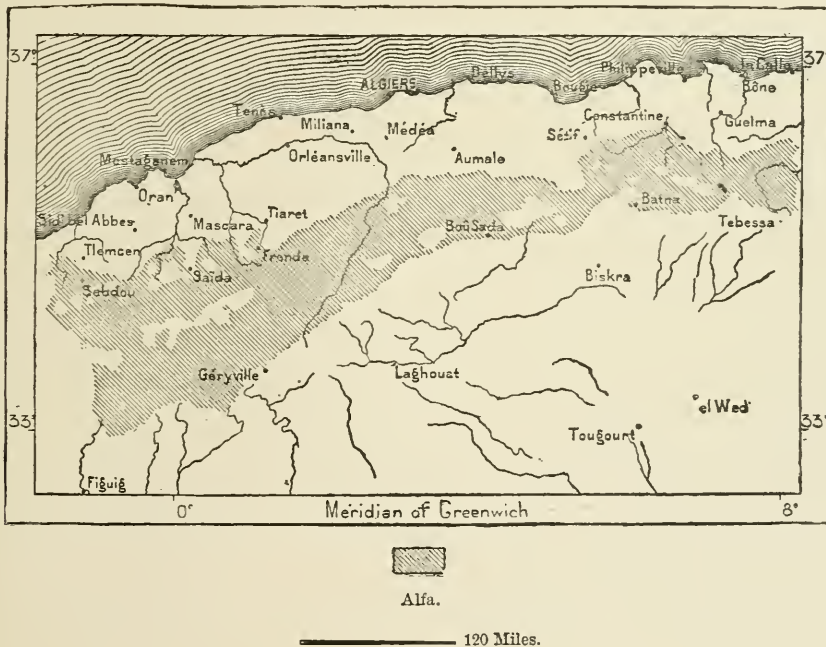 37°
37°
Philippeville
la Calle
ALGIERS
Dellys
Bougie
Bône
Tenès
Constantine
Guelma
Miliana
Médéa
Sétif
Mostaganem
Orléansville
Aumale
Oran
Batna
Sidi bel Abbes
Mascara
Tiaret
Tebessa
Tlemcen
Frenda
Boû Sada
Saïda
Biskra
Sebdou
Géryville
Laghouat
el Wed
33°
33°
Tougourt
Figuig
0°
Meridian of Greenwich
8°
Alfa.
120 Miles.